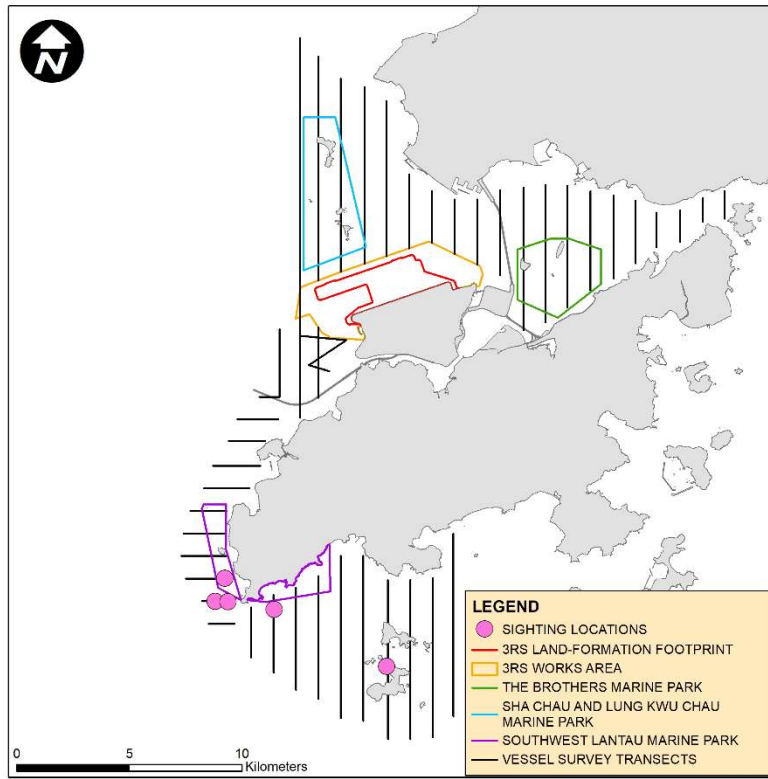 N
LEGEND
SIGHTING LOCATIONS
3RS LAND-FORMATION FOOTPRINT
3RS WORKS AREA
THE BROTHERS MARINE PARK
SHA CHAU AND LUNG KWU CHAU
MARINE PARK
SOUTHWEST LANTAU MARINE PARK
VESSEL SURVEY TRANSECTS
0 5 10
Kilometers